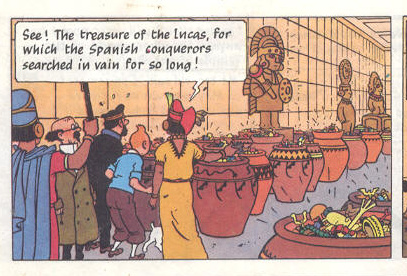 See! The treasure of the Incas, for
which the Spanish conquerors
searched in vain for so long!